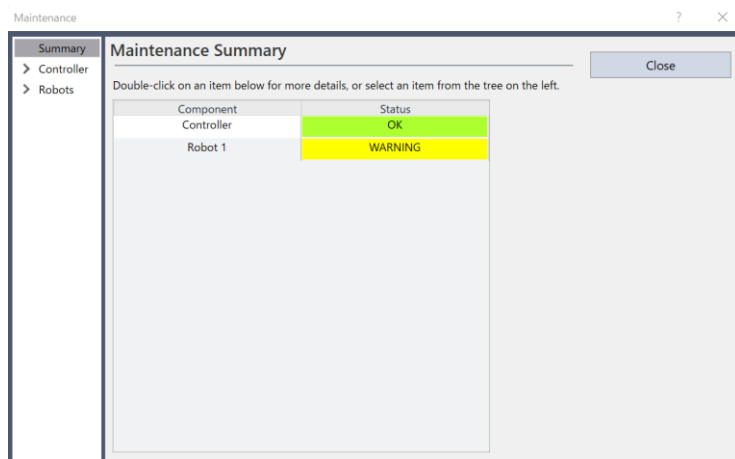 Maintenance
?
Summary
Controller
Robots
Maintenance Summary
Close
Double-click on an item below for more details, or select an item from the tree on the left.
Component Status
Controller OK
Robot 1 WARNING